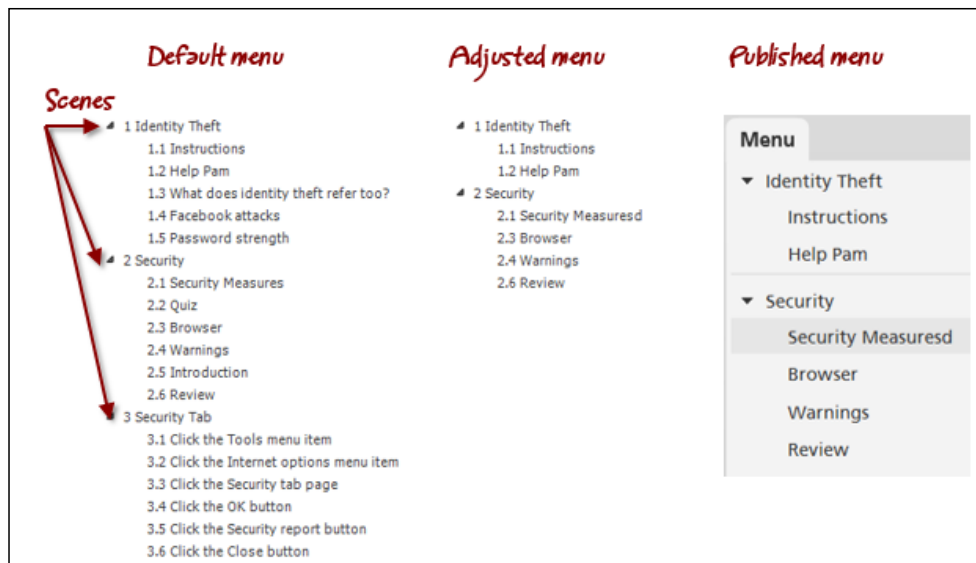 Default menu
Adjusted menu
Published menu
Scenes
1 Identity Theft
1.1 Instructions
1.2 Help Pam
1.3 What does identity theft refer too?
1.4 Facebook attacks
1.5 Password strength
2 Security
2.1 Security Measures
2.2 Quiz
2.3 Browser
2.4 Warnings
2.5 Introduction
2.6 Review
3 Security Tab
3.1 Click the Tools menu item
3.2 Click the Internet options menu item
3.3 Click the Security tab page
3.4 Click the OK button
3.5 Click the Security report button
3.6 Click the Close button
1 Identity Theft
1.1 Instructions
1.2 Help Pam
2 Security
2.1 Security Measuresd
2.3 Browser
2.4 Warnings
2.6 Review
Menu
Identity Theft
Instructions
Help Pam
Security
Security Measuresd
Browser
Warnings
Review